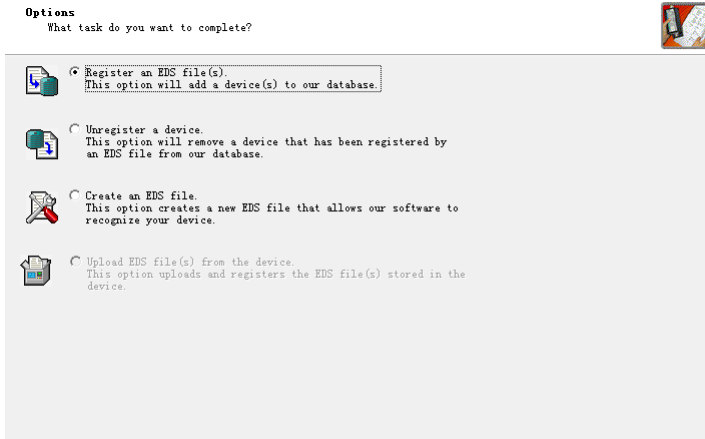 Options
What task do you want to complete?
Register an EDS file(s).
This option will add a device(s) to our database.
Unregister a device.
This option will remove a device that has been registered by
an EDS file from our database.
Create an EDS file.
This option creates a new EDS file that allows our software to
recognize your device.
Upload EDS file(s) from the device.
This option uploads and registers the EDS file(s) stored in the
device.